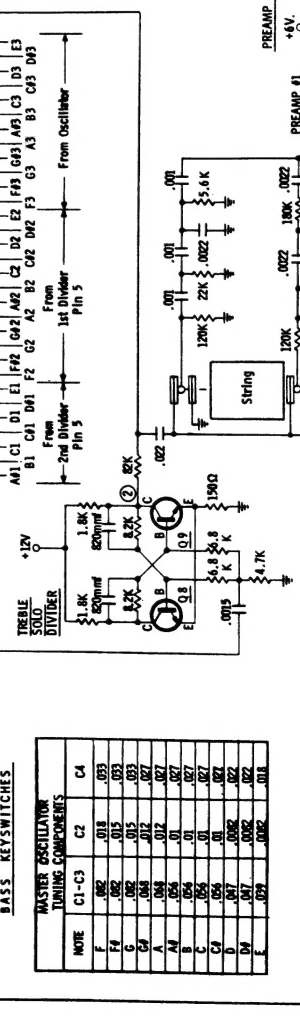 BASS KEYSWITCHES
MASTER OSCILLATOR
TUNING COMPONENTS
NOTE C1-C3 C2 C4
F .082 .018 .033
F# .082 .015 .033
G .082 .015 .033
G# .068 .012 .027
A .068 .012 .027
A# .056 .01 .027
B .056 .01 .027
C .056 .01 .027
C# .056 .01 .027
D .047 .0082 .022
D# .047 .0082 .022
E .039 .0082 .018
TREBLE
SOLO
DIVIDER
+12V
1.8K
820mmf
8.2K
1.8K
820mmf
8.2K
2
82K
.022
C
B
E
Q8
C
B
E
Q9
6.8
K
6.8
K
150Ω
.0015
4.7K
A#1 C1 D1 E1 F#2 G#2 A#2 C2 D2 E2 F#3 G#3 A#3 C3 D3 E3
B1 C#1 D#1 F2 G2 A2 B2 C#2 D#2 F3 G3 A3 B3 C#3 D#3
From
2nd Divider
Pin 5
From
1st Divider
Pin 5
From Oscillator
String
120K
.001
22K
.001
.0022
5.6K
.001
120K
.0022
180K
.0022
PREAMP
+6V.
PREAMP #1